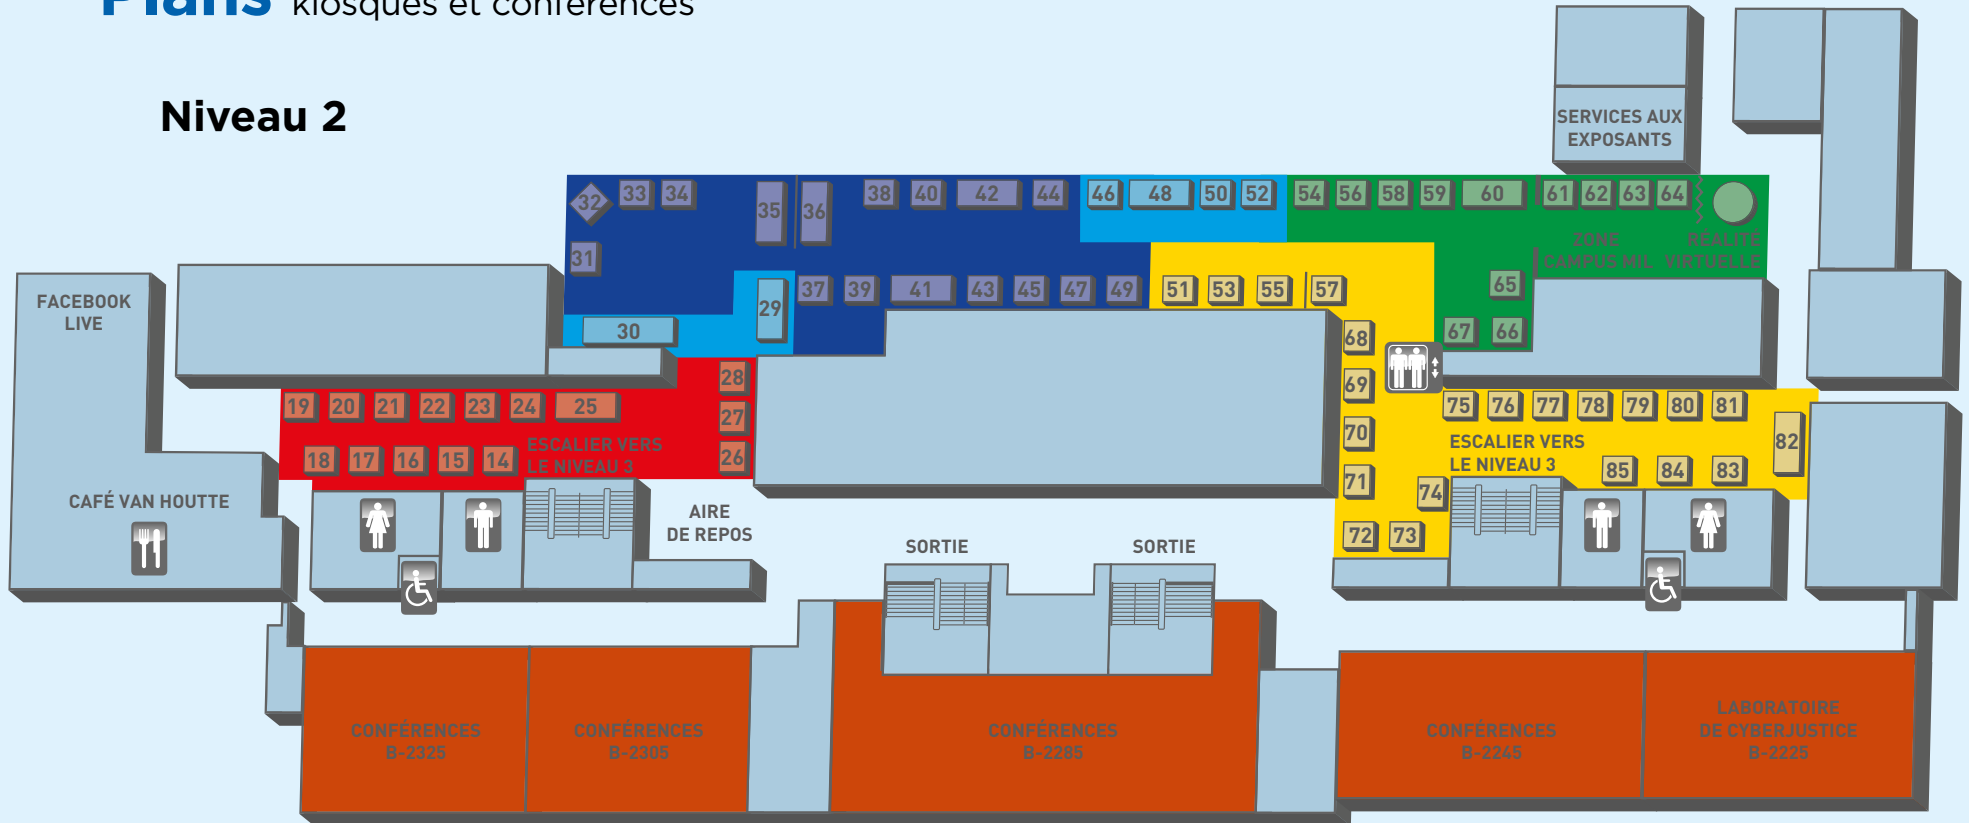 Plans kiosques et conférences
Niveau 2
SERVICES AUX
EXPOSANTS
32 33 34 35 36 38 40 42 44 46 48 50 52 54 56 58 59 60 61 62 63 64
31
ZONE
CAMPUS MIL
RÉALITÉ
VIRTUELLE
29 37 39 41 43 45 47 49 51 53 55 57 65
30
68 67 66
FACEBOOK
LIVE
28
27
26
19 20 21 22 23 24 25
18 17 16 15 14
ESCALIER VERS
LE NIVEAU 3
69
70
71
72 73
74
75 76 77 78 79 80 81
82
ESCALIER VERS
LE NIVEAU 3
85 84 83
CAFÉ VAN HOUTTE
AIRE
DE REPOS
SORTIE
SORTIE
CONFÉRENCES
B-2325
CONFÉRENCES
B-2305
CONFÉRENCES
B-2285
CONFÉRENCES
B-2245
LABORATOIRE
DE CYBERJUSTICE
B-2225